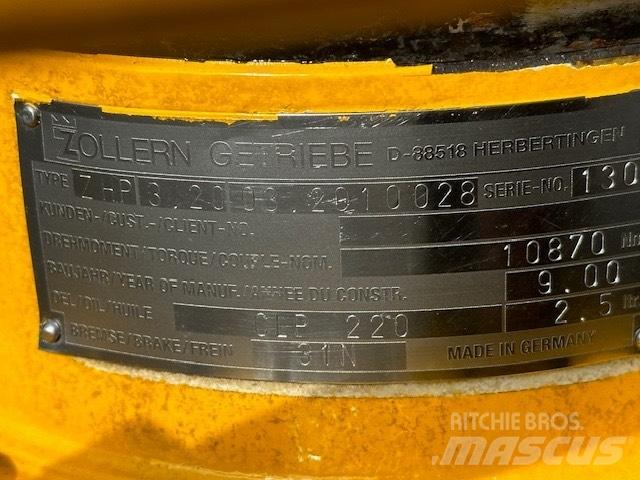 ZOLLERN GETRIEBE D-88518 HERBERTINGEN
TYPE ZHP 3.20 03.2010028 SERIE-NO. 130
KUNDEN-/CUST.-/CLIENT-NO.
DREHMOMENT/TORQUE/COUPLE-NOM. 10870 Nm
BAUJAHR/YEAR OF MANUF./ANNEE DU CONSTR. 9.00
OEL/OIL/HUILE CLP 220 2.5
BREMSE/BRAKE/FREIN 31N MADE IN GERMANY
RITCHIE BROS.
MASCUS